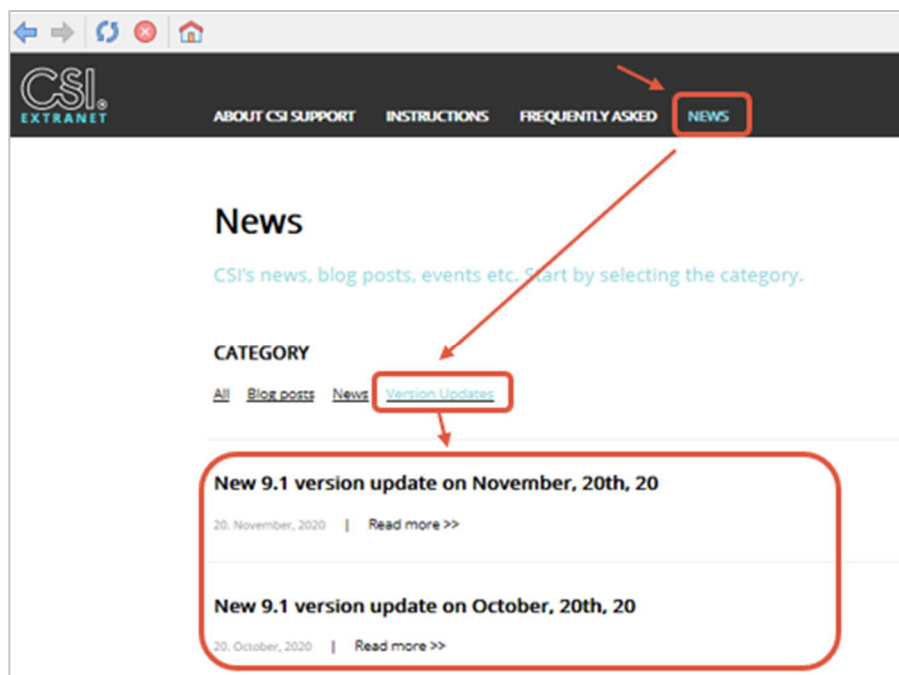 CSI®
EXTRANET
ABOUT CSI SUPPORT INSTRUCTIONS FREQUENTLY ASKED NEWS
News
CSI's news, blog posts, events etc. Start by selecting the category.
CATEGORY
All Blog posts News Version Updates
New 9.1 version update on November, 20th, 20
20. November, 2020 | Read more >>
New 9.1 version update on October, 20th, 20
20. October, 2020 | Read more >>